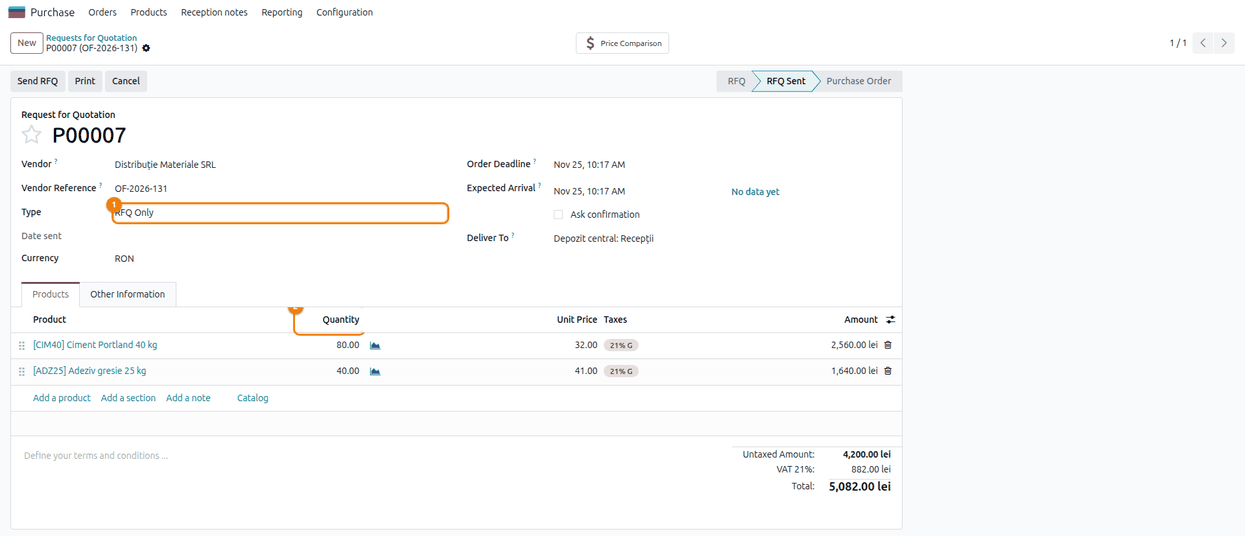 Purchase Orders Products Reception notes Reporting Configuration
New Requests for Quotation
P00007 (OF-2026-131)
$ Price Comparison
1 / 1
Send RFQ Print Cancel
RFQ RFQ Sent Purchase Order
Request for Quotation
P00007
Vendor ? Distribuție Materiale SRL
Order Deadline ? Nov 25, 10:17 AM
Vendor Reference ? OF-2026-131
Expected Arrival ? Nov 25, 10:17 AM
No data yet
1
Type RFQ Only
Ask confirmation
Date sent
Deliver To ? Depozit central: Recepții
Currency RON
Products Other Information
Product Quantity Unit Price Taxes Amount
[CIM40] Ciment Portland 40 kg 80.00 32.00 21% G 2,560.00 lei
[ADZ25] Adeziv gresie 25 kg 40.00 41.00 21% G 1,640.00 lei
Add a product Add a section Add a note Catalog
Define your terms and conditions ...
Untaxed Amount: 4,200.00 lei
VAT 21%: 882.00 lei
Total: 5,082.00 lei